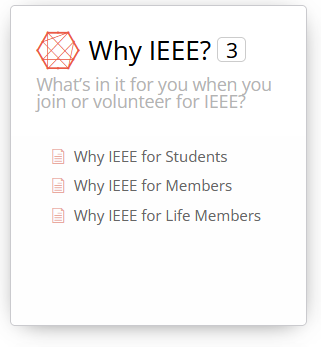 Why IEEE? 3
What's in it for you when you
join or volunteer for IEEE?
Why IEEE for Students
Why IEEE for Members
Why IEEE for Life Members